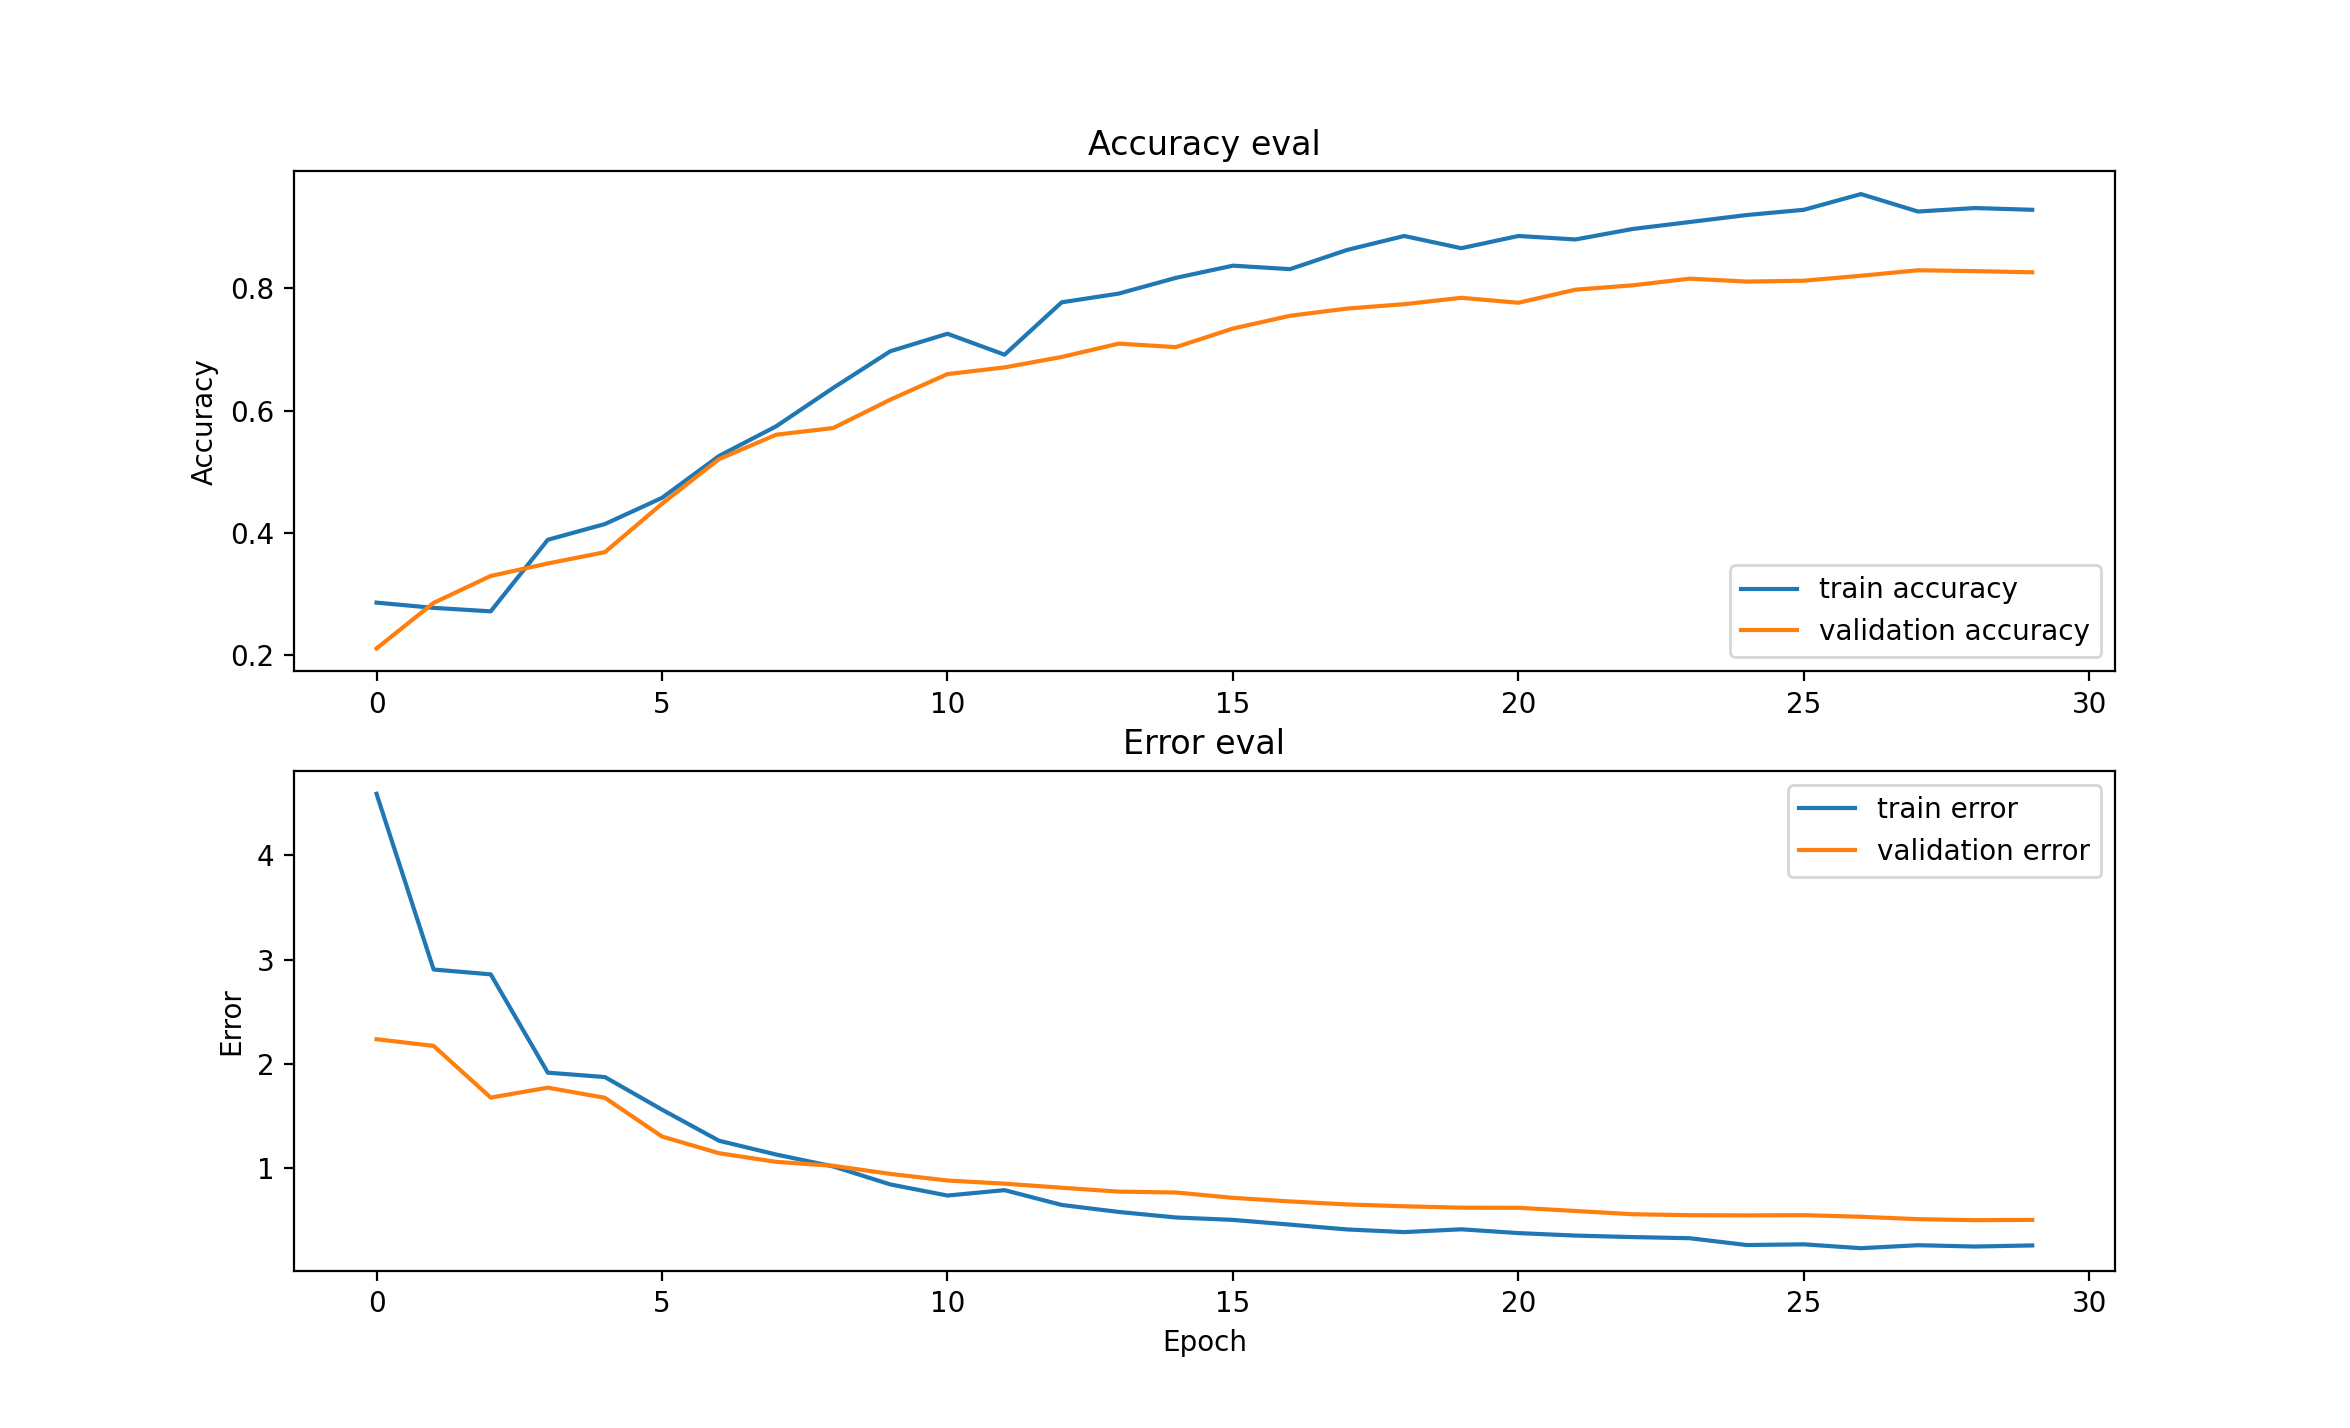 Accuracy eval
Accuracy
0.8
0.6
0.4
0.2
train accuracy
validation accuracy
0 5 10 15 20 25 30
Error eval
Error
4
3
2
1
train error
validation error
0 5 10 15 20 25 30
Epoch